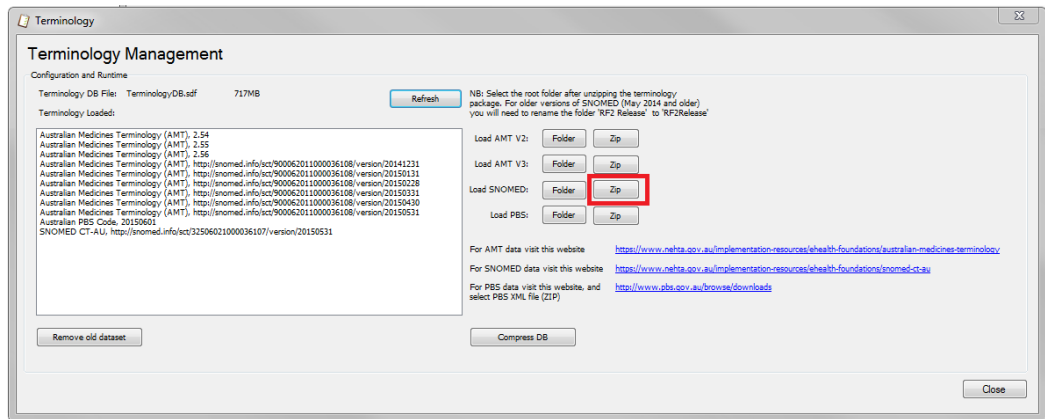 Terminology
Terminology Management
Configuration and Runtime
Terminology DB File: TerminologyDB.sdf 717MB
Refresh
Terminology Loaded:
Australian Medicines Terminology (AMT), 2.54
Australian Medicines Terminology (AMT), 2.55
Australian Medicines Terminology (AMT), 2.56
Australian Medicines Terminology (AMT), http://snomed.info/sct/900062011000036108/version/20141231
Australian Medicines Terminology (AMT), http://snomed.info/sct/900062011000036108/version/20150131
Australian Medicines Terminology (AMT), http://snomed.info/sct/900062011000036108/version/20150228
Australian Medicines Terminology (AMT), http://snomed.info/sct/900062011000036108/version/20150331
Australian Medicines Terminology (AMT), http://snomed.info/sct/900062011000036108/version/20150430
Australian Medicines Terminology (AMT), http://snomed.info/sct/900062011000036108/version/20150531
Australian PBS Code, 20150601
SNOMED CT-AU, http://snomed.info/sct/32506021000036107/version/20150531
Remove old dataset
NB: Select the root folder after unzipping the terminology
package. For older versions of SNOMED (May 2014 and older)
you will need to rename the folder 'RF2 Release' to 'RF2Release'
Load AMT V2: Folder Zip
Load AMT V3: Folder Zip
Load SNOMED: Folder Zip
Load PBS: Folder Zip
For AMT data visit this website https://www.nehta.gov.au/implementation-resources/ehealth-foundations/australian-medicines-terminology
For SNOMED data visit this website https://www.nehta.gov.au/implementation-resources/ehealth-foundations/snomed-ct-au
For PBS data visit this website, and http://www.pbs.gov.au/browse/downloads
select PBS XML file (ZIP)
Compress DB
Close